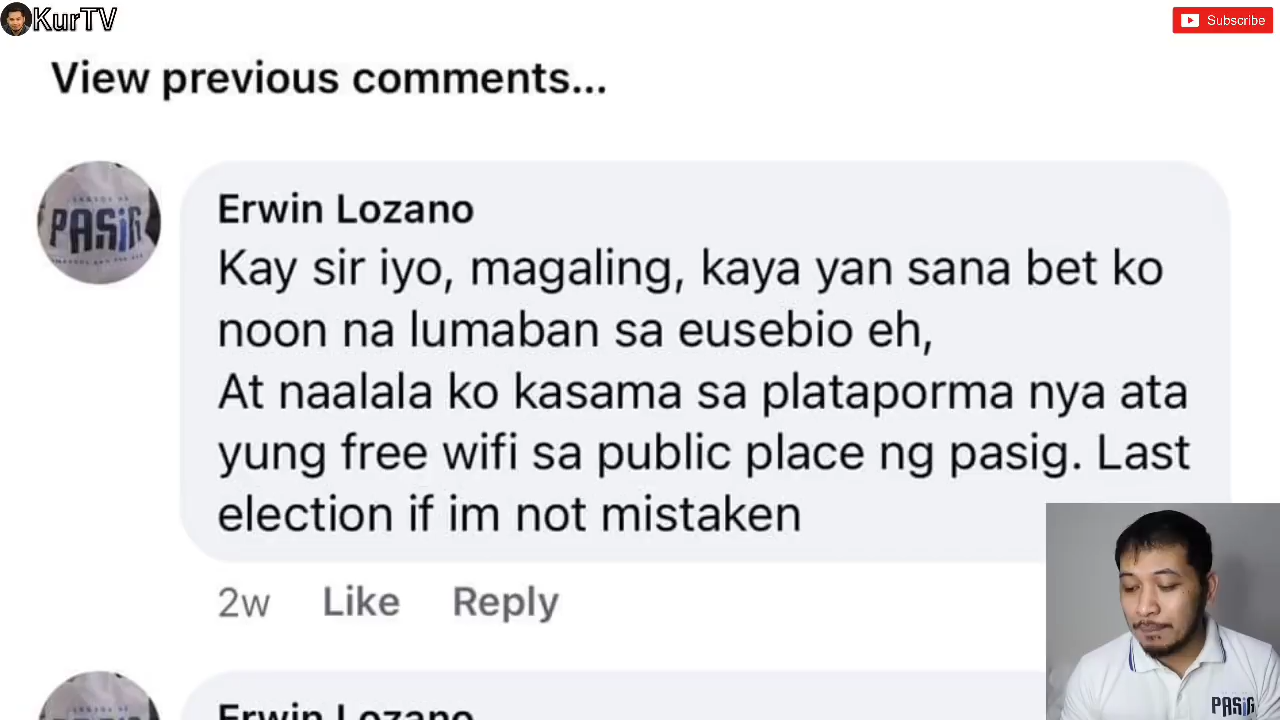 KurTV
Subscribe
View previous comments...
PASiG
Erwin Lozano
Kay sir iyo, magaling, kaya yan sana bet ko
noon na lumaban sa eusebio eh,
At naalala ko kasama sa plataporma nya ata
yung free wifi sa public place ng pasig. Last
election if im not mistaken
2w Like Reply
Erwin Lozano
PASiG